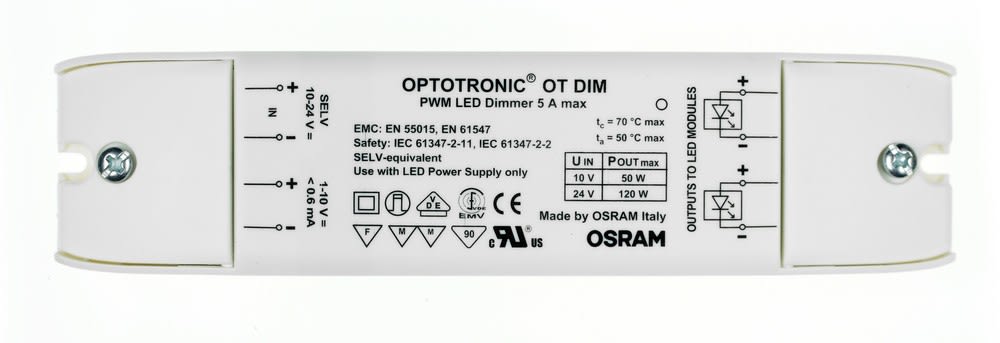 OPTOTRONIC® OT DIM
PWM LED Dimmer 5 A max
tc = 70 °C max
ta = 50 °C max
EMC: EN 55015, EN 61547
Safety: IEC 61347-2-11, IEC 61347-2-2
SELV-equivalent
Use with LED Power Supply only
U IN POUT max
10 V 50 W
24 V 120 W
Made by OSRAM Italy
OSRAM
VDE
VDE
EMV
CE
F
M
M
90
c RU US
+
-
IN
SELV
10-24 V =
+
-
1-10 V =
< 0,6 mA
OUTPUTS TO LED MODULES
+
-
+
-